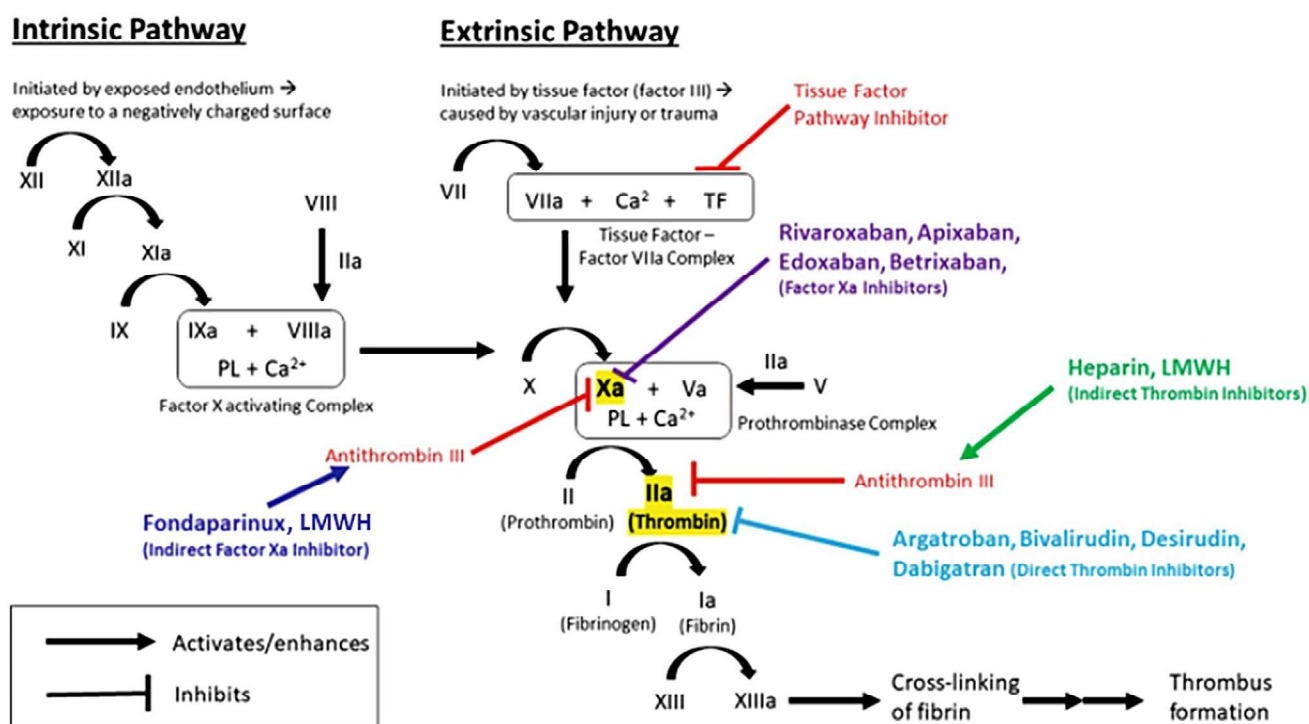 Intrinsic Pathway
Initiated by exposed endothelium →
exposure to a negatively charged surface
XII
XIIa
XI
XIa
IX
VIII
IIa
IXa + VIIIa
PL + Ca2+
Factor X activating Complex
Extrinsic Pathway
Initiated by tissue factor (factor III) →
caused by vascular injury or trauma
VII
VIIa + Ca2 + TF
Tissue Factor –
Factor VIIa Complex
Tissue Factor
Pathway Inhibitor
Rivaroxaban, Apixaban,
Edoxaban, Betrixaban,
(Factor Xa Inhibitors)
X
Xa + Va
PL + Ca2+
IIa
V
Prothrombinase Complex
Heparin, LMWH
(Indirect Thrombin Inhibitors)
Antithrombin III
Fondaparinux, LMWH
(Indirect Factor Xa Inhibitor)
II
(Prothrombin)
IIa
(Thrombin)
Antithrombin III
Argatroban, Bivalirudin, Desirudin,
Dabigatran (Direct Thrombin Inhibitors)
I
(Fibrinogen)
Ia
(Fibrin)
XIII
XIIIa
Cross-linking
of fibrin
Thrombus
formation
Activates/enhances
Inhibits